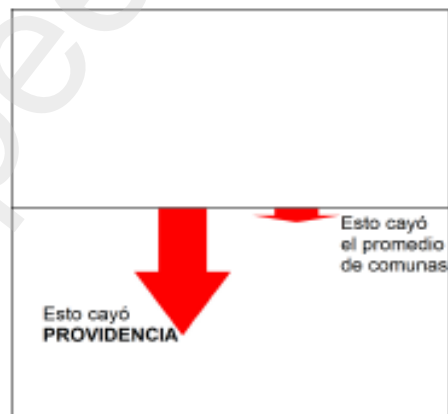 Esto cayó
el promedio
de comunas
Esto cayó
PROVIDENCIA